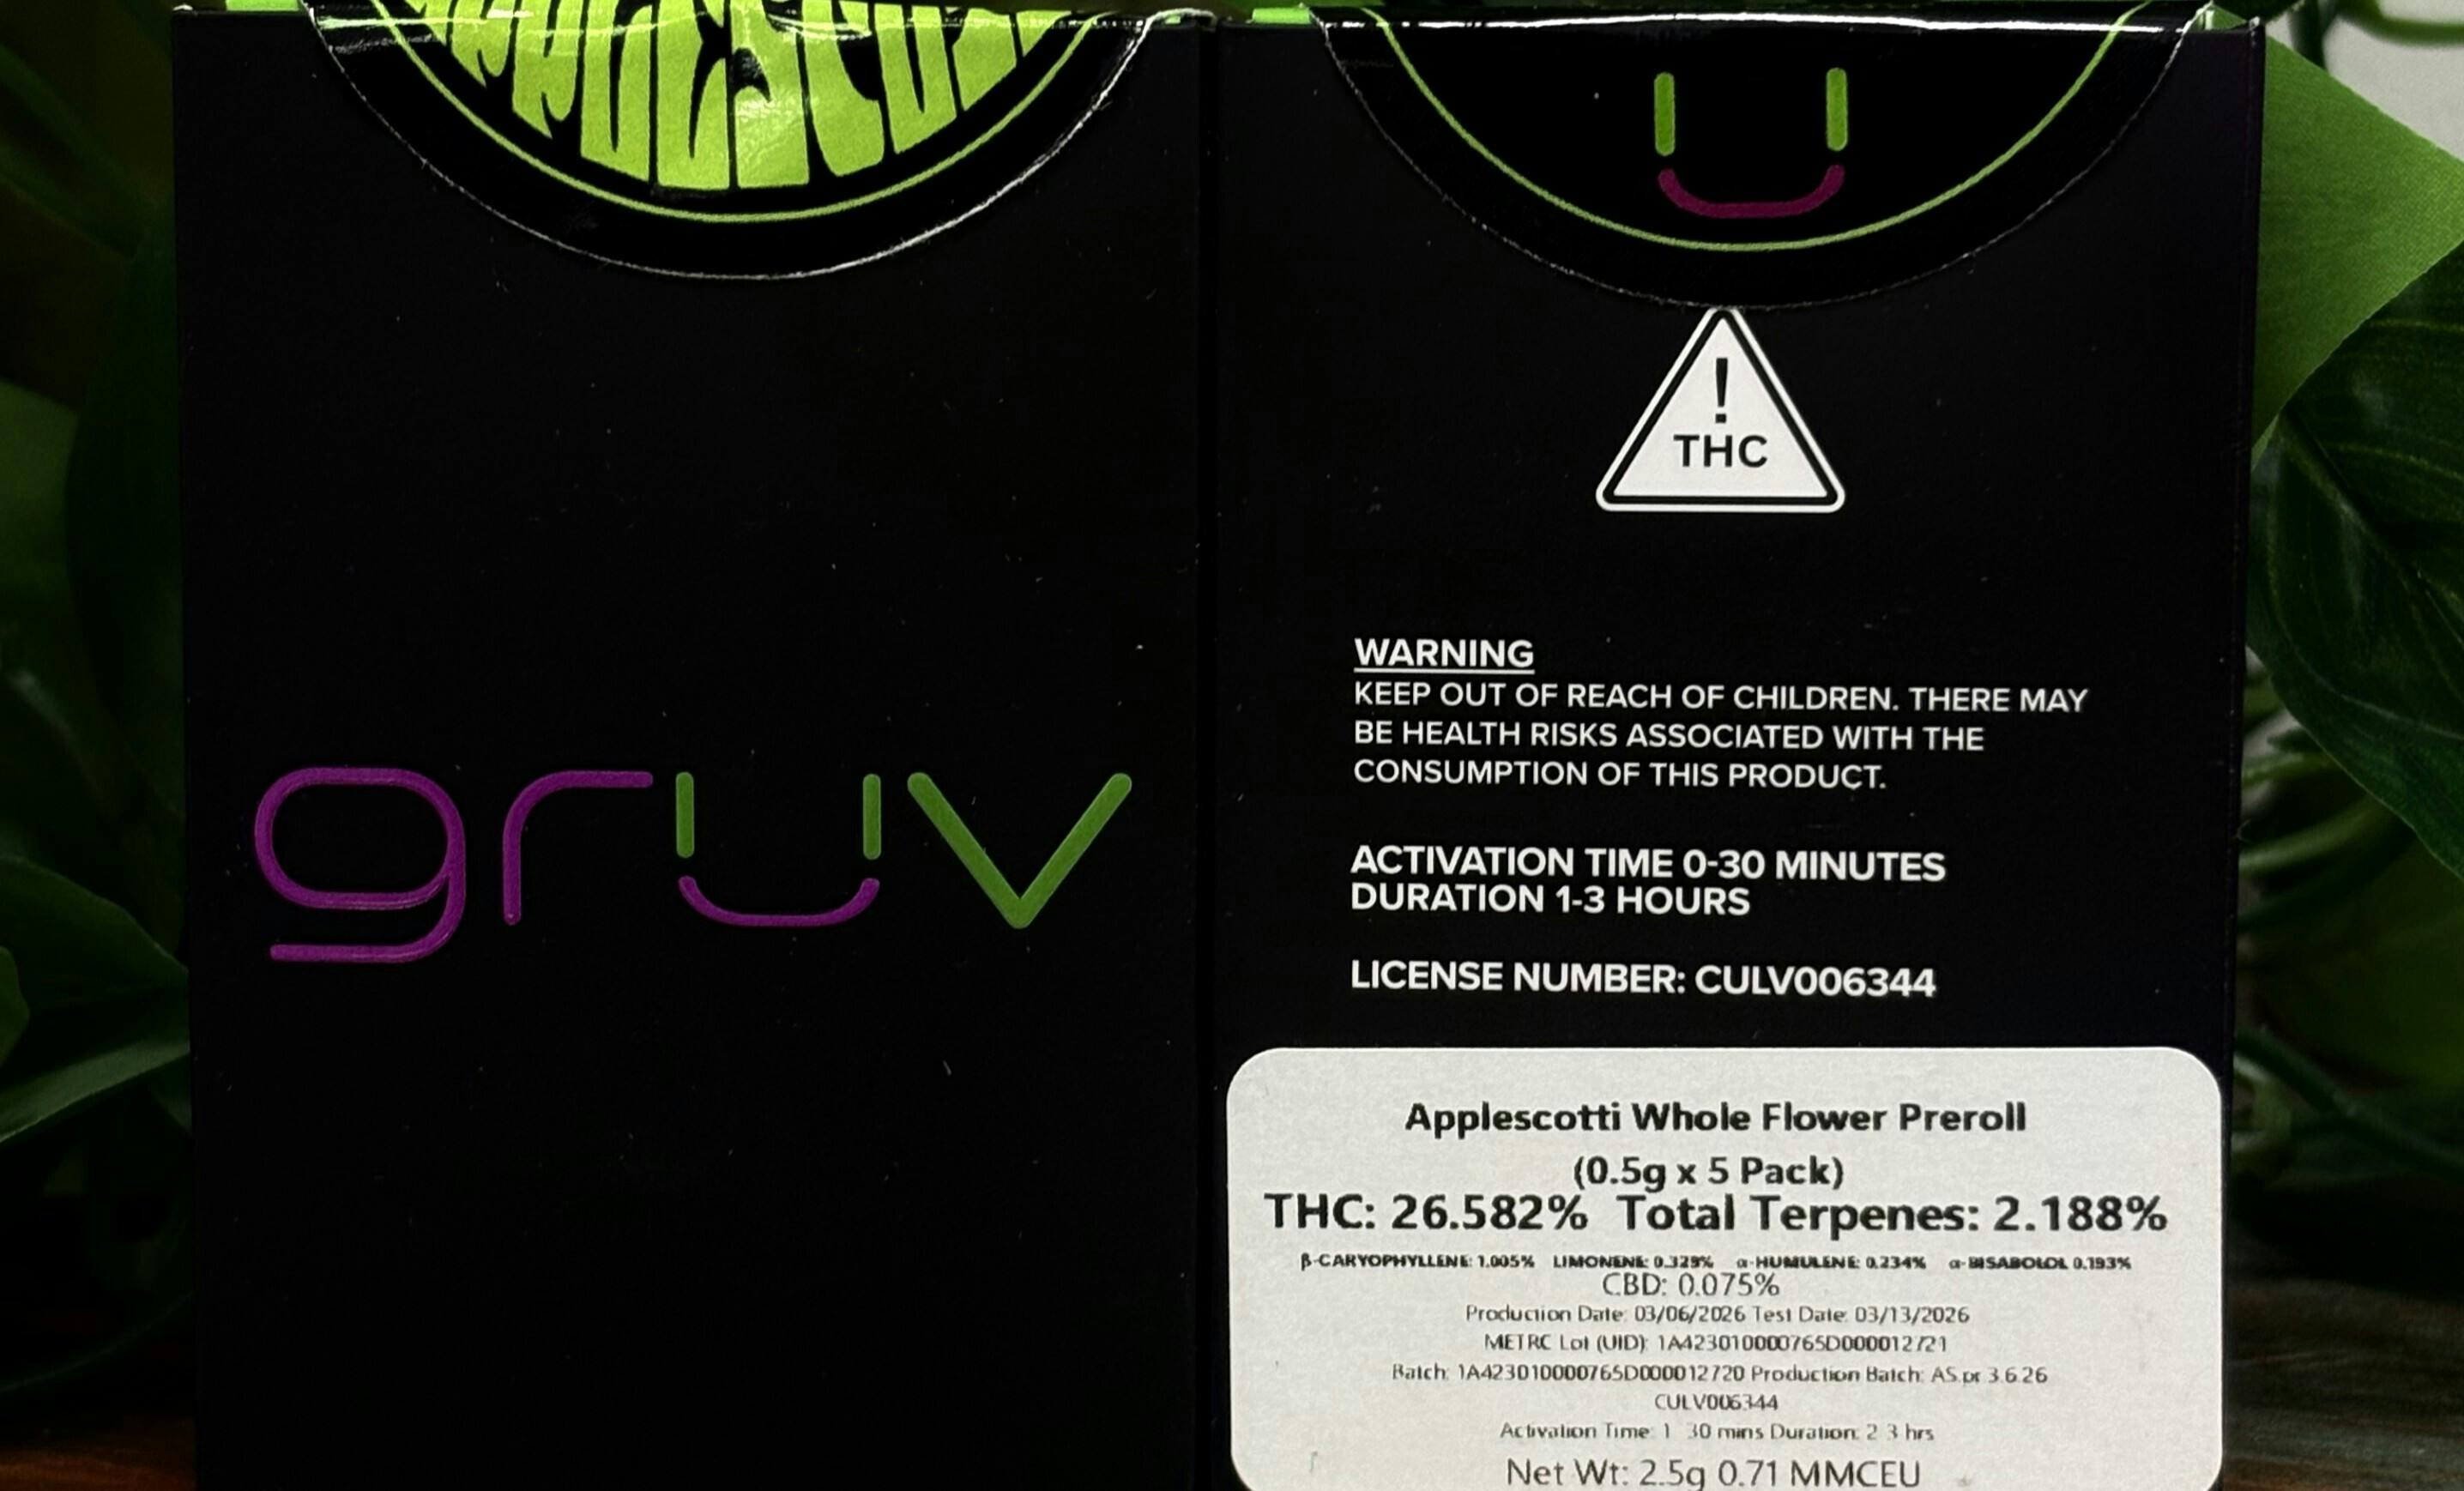 gruv
!
THC
WARNING
KEEP OUT OF REACH OF CHILDREN. THERE MAY
BE HEALTH RISKS ASSOCIATED WITH THE
CONSUMPTION OF THIS PRODUCT.
ACTIVATION TIME 0-30 MINUTES
DURATION 1-3 HOURS
LICENSE NUMBER: CULV006344
Applescotti Whole Flower Preroll
(0.5g x 5 Pack)
THC: 26.582% Total Terpenes: 2.188%
β-CARYOPHYLLENE: 1.005% LIMONENE: 0.329% α-HUMULENE: 0.234% α-BISABOLOL 0.193%
CBD: 0.075%
Production Date: 03/06/2026 Test Date: 03/13/2026
METRC Lot (UID): 1A423010000765D000012721
Batch: 1A423010000765D000012720 Production Batch: AS.pr 3.6.26
CULV006344
Activation Time: 1 30 mins Duration: 2 3 hrs
Net Wt: 2.5g 0.71 MMCEU